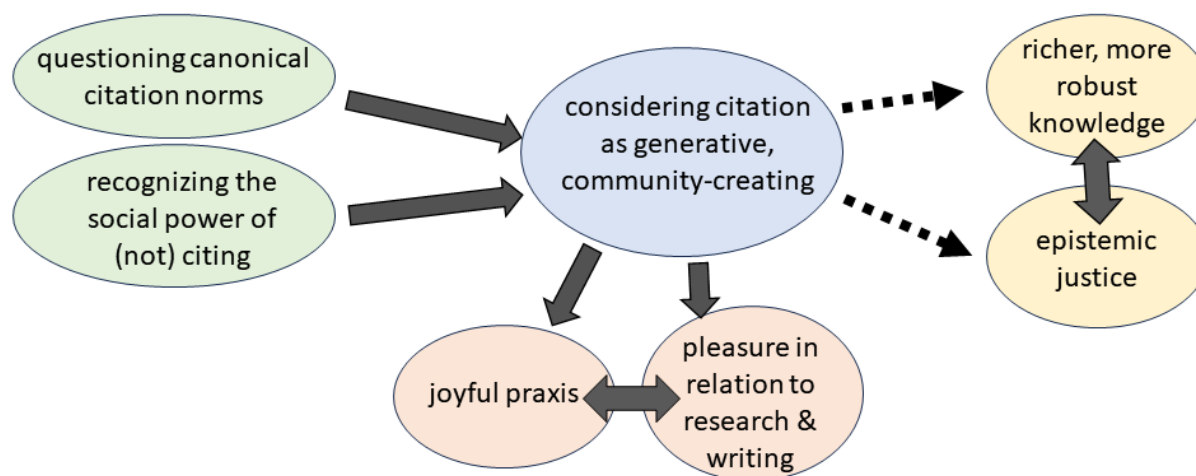 questioning canonical
citation norms
recognizing the
social power of
(not) citing
considering citation
as generative,
community-creating
richer, more
robust
knowledge
epistemic
justice
joyful praxis
pleasure in
relation to
research &
writing